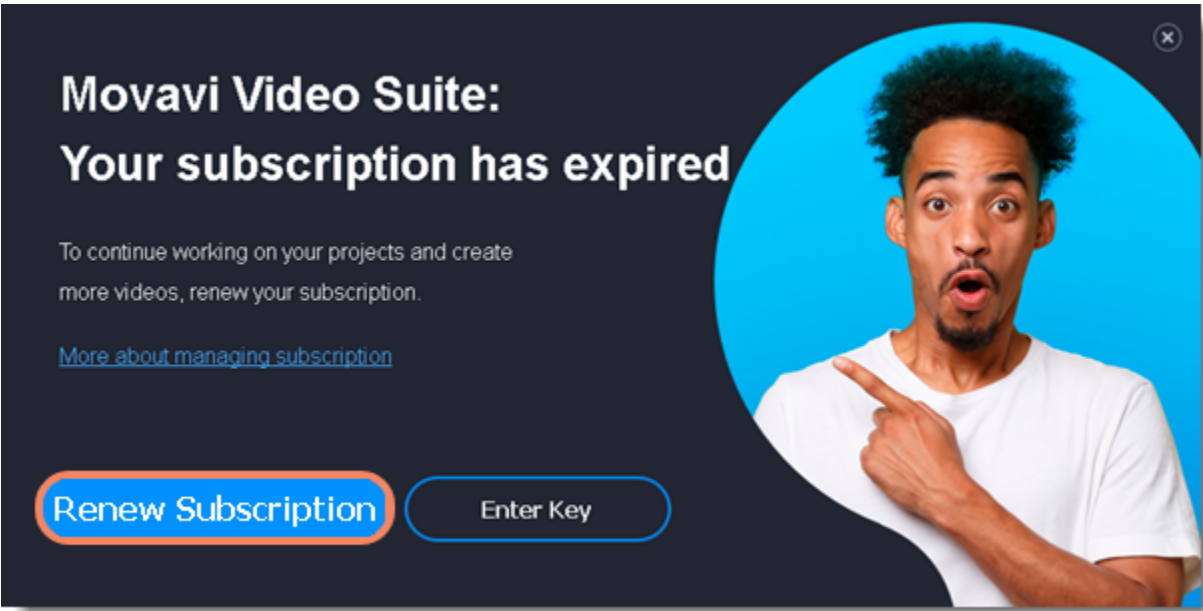 Movavi Video Suite:
Your subscription has expired
To continue working on your projects and create
more videos, renew your subscription.
More about managing subscription
Renew Subscription
Enter Key